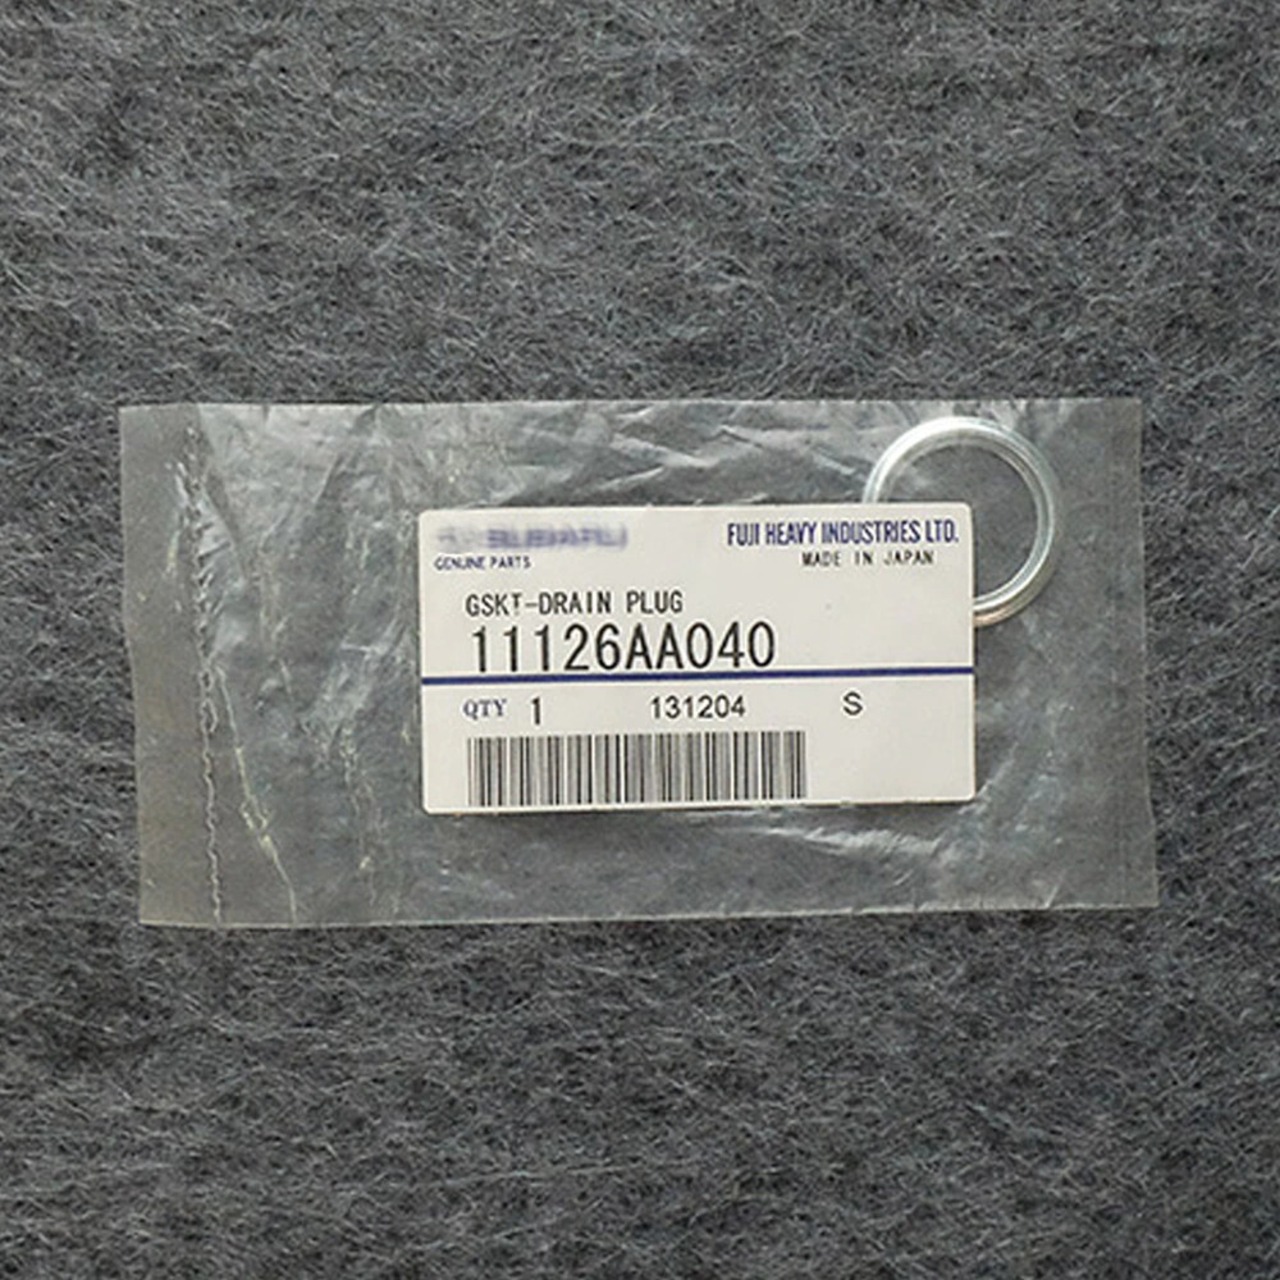 GENUINE PARTS
FUJI HEAVY INDUSTRIES LTD.
MADE IN JAPAN
GSKT-DRAIN PLUG
11126AA040
QTY 1 131204 S